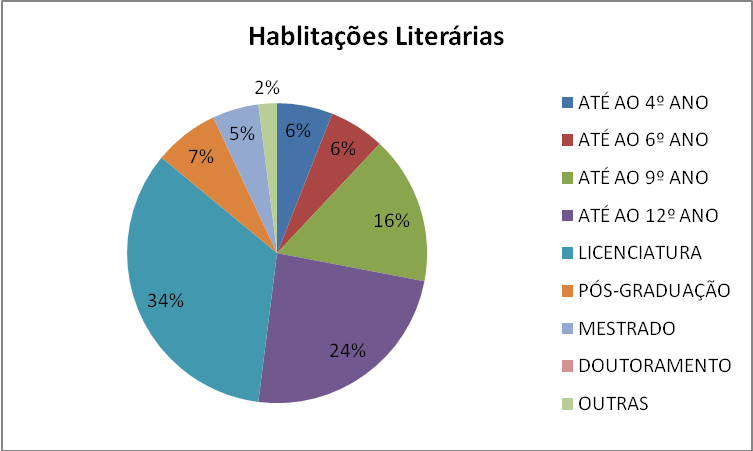 Hablitações Literárias
2%
6%
6%
5%
7%
16%
34%
24%
ATÉ AO 4º ANO
ATÉ AO 6º ANO
ATÉ AO 9º ANO
ATÉ AO 12º ANO
LICENCIATURA
PÓS-GRADUAÇÃO
MESTRADO
DOUTORAMENTO
OUTRAS